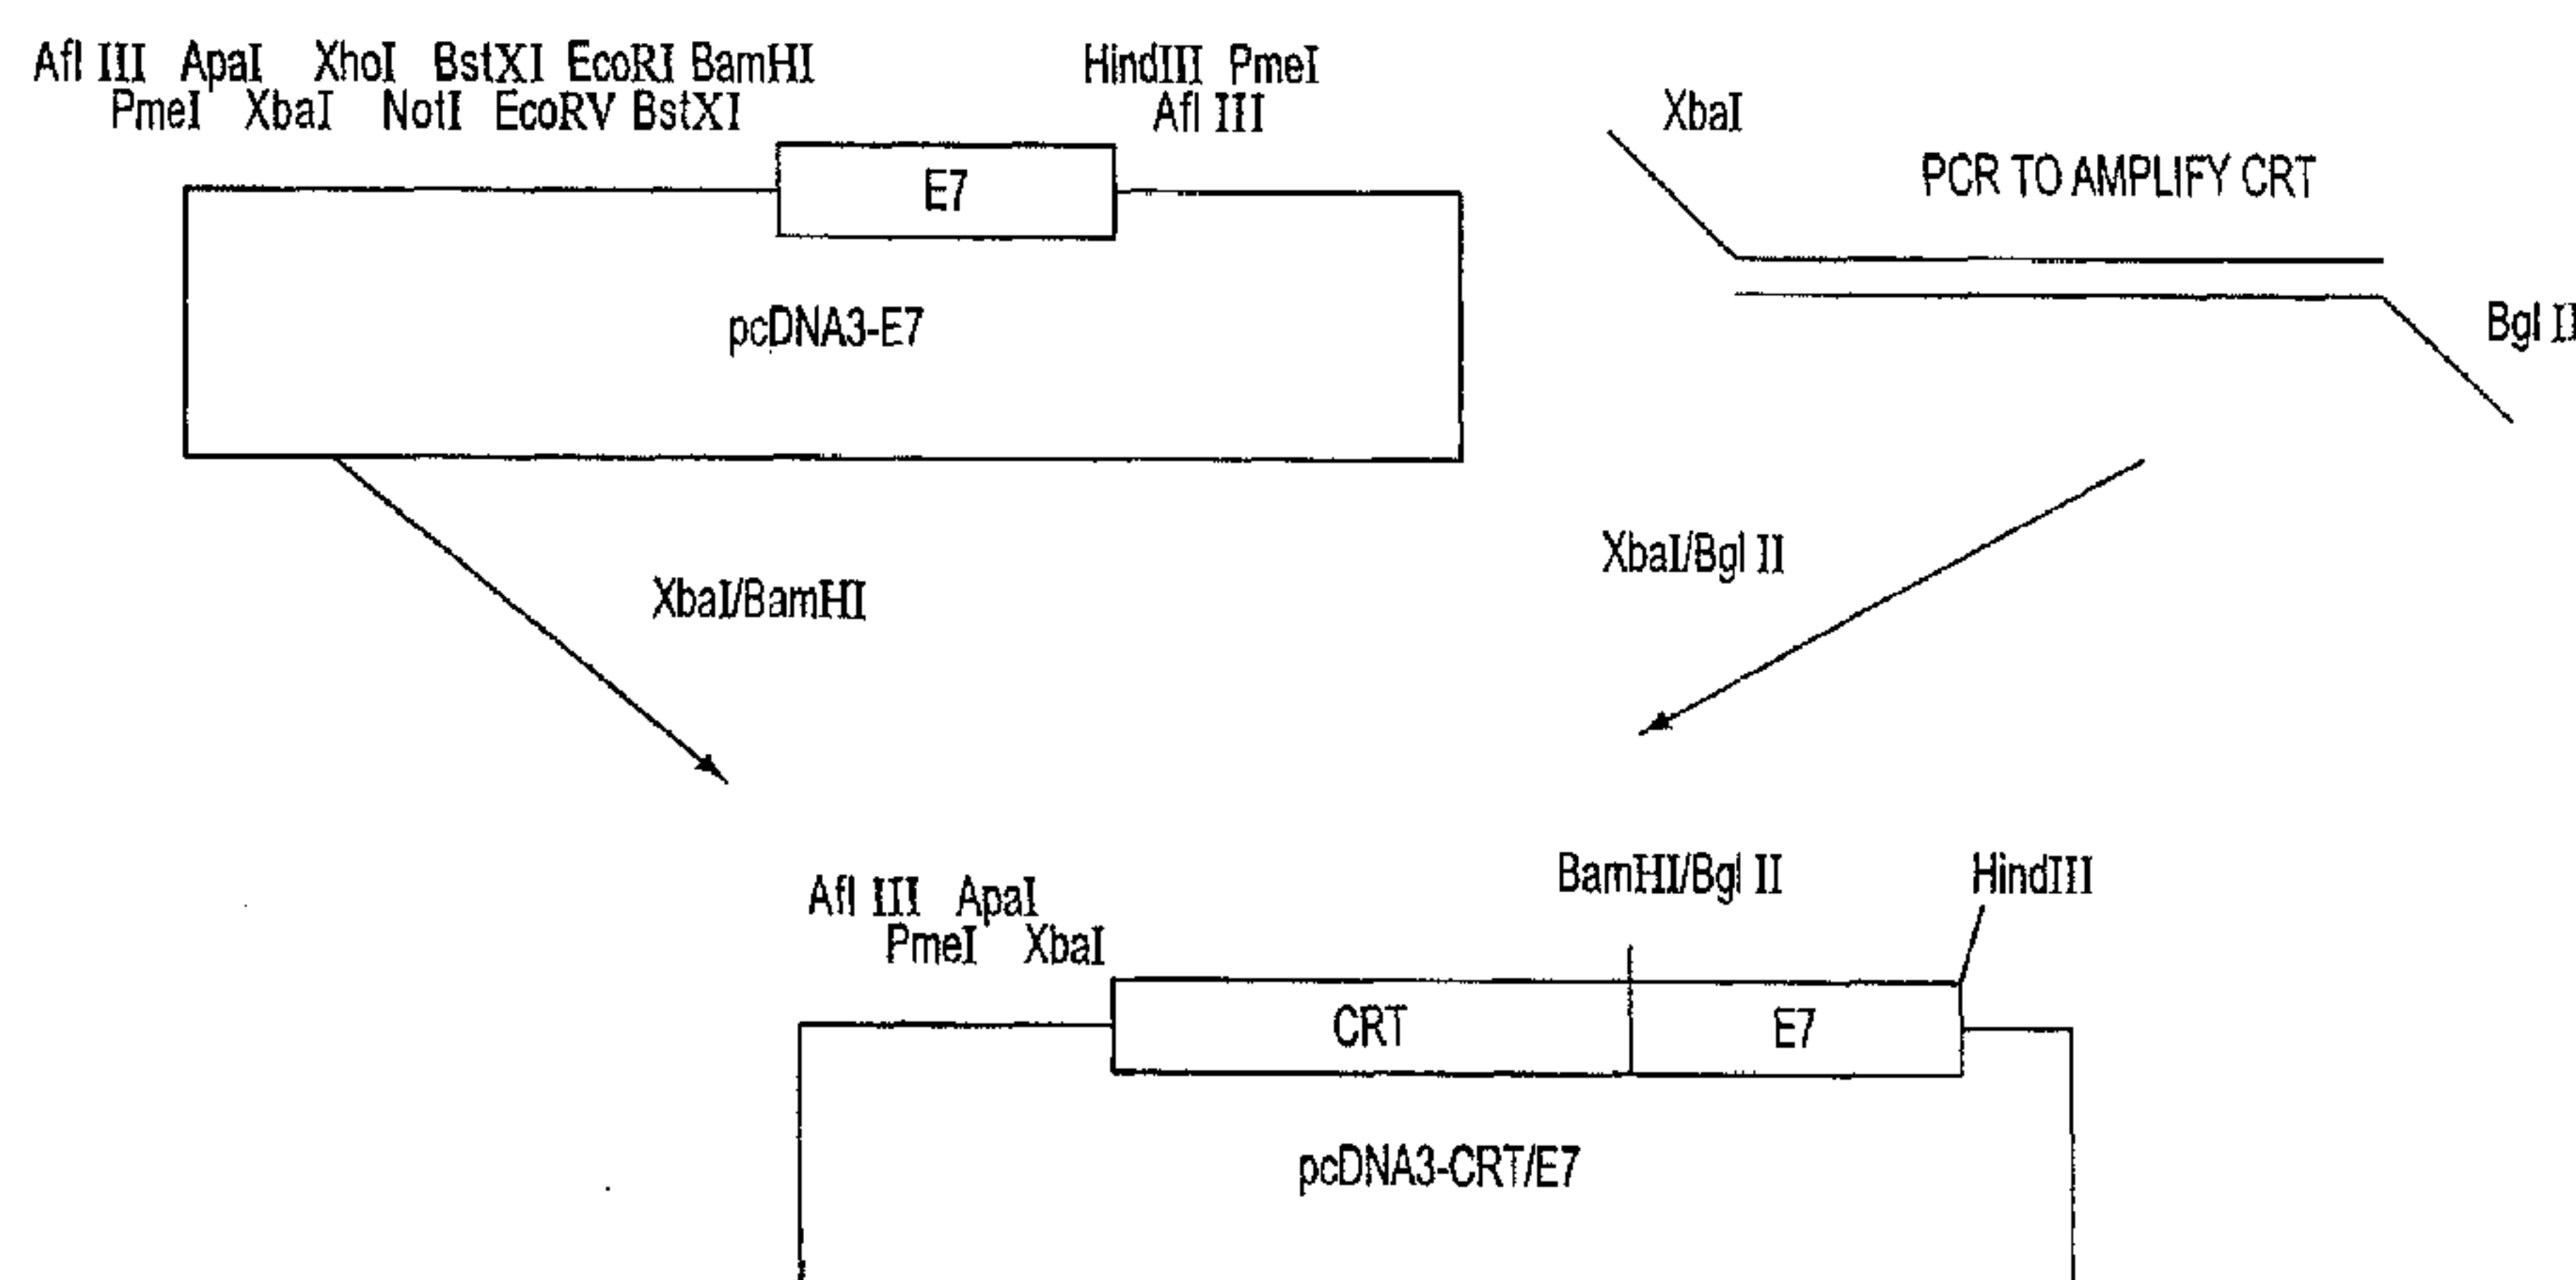 Afl III ApaI XhoI BstXI EcoRI BamHI
PmeI XbaI NotI EcoRV BstXI
HindIII PmeI
Afl III
E7
pcDNA3-E7
XbaI
PCR TO AMPLIFY CRT
Bgl II
XbaI/BamHI
XbaI/Bgl II
Afl III ApaI
PmeI XbaI
BamHI/Bgl II
HindIII
CRT
E7
pcDNA3-CRT/E7